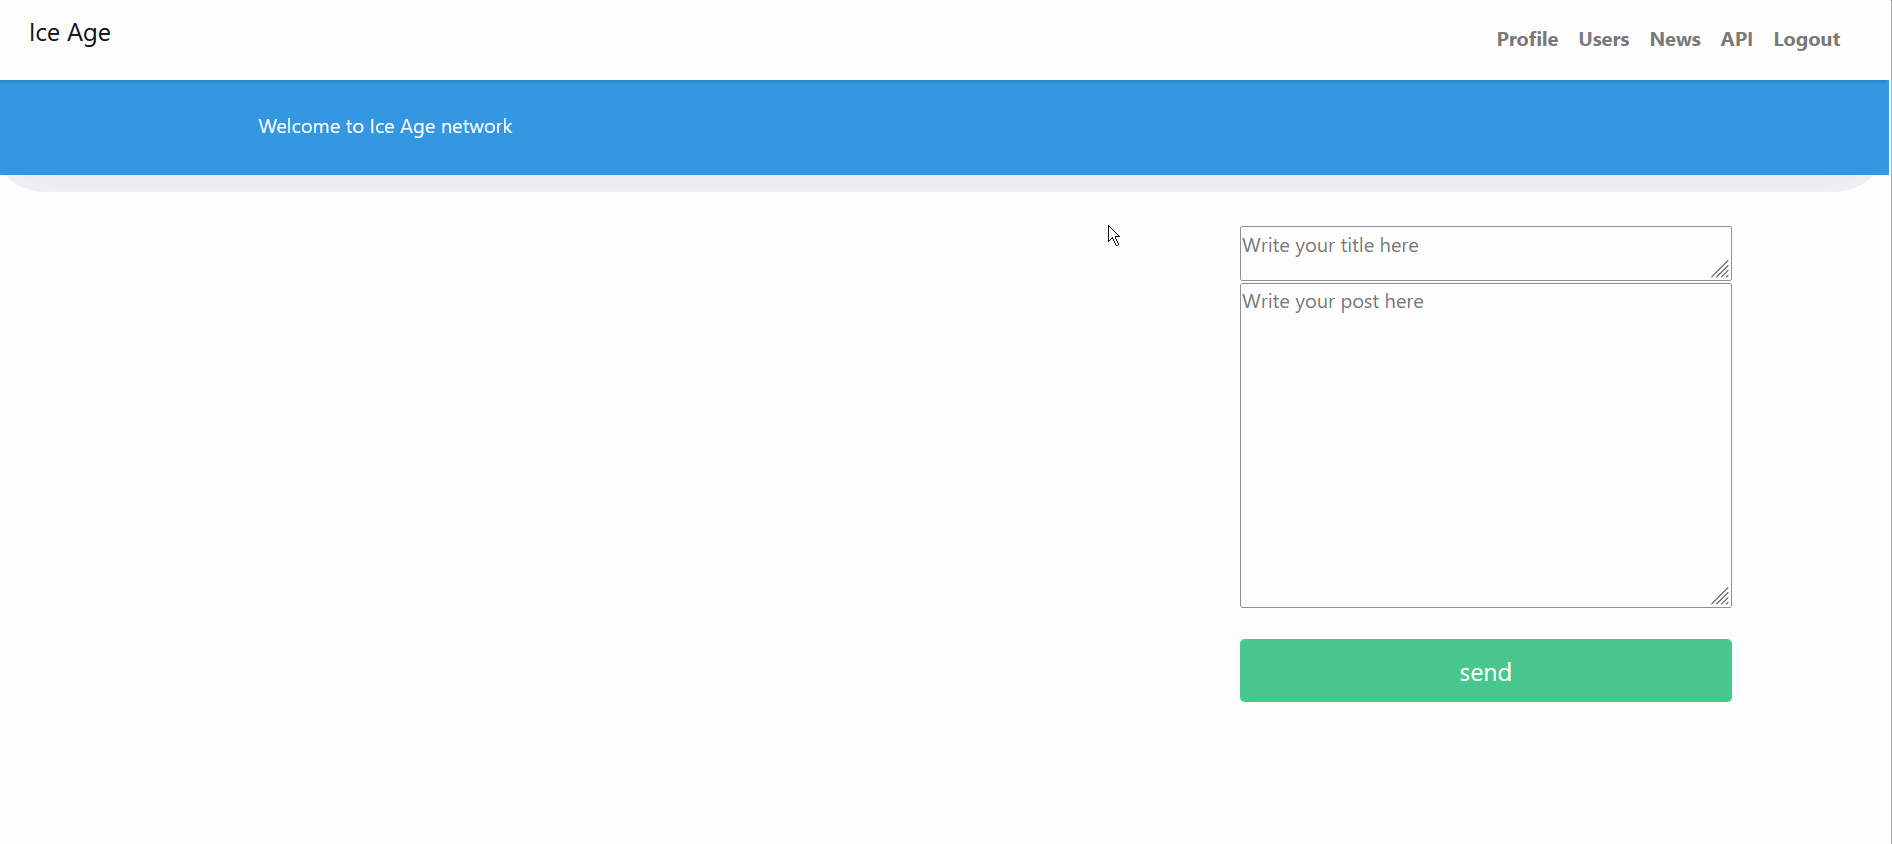 Ice Age
Profile Users News API Logout
Welcome to Ice Age network
Write your title here
Write your post here
send